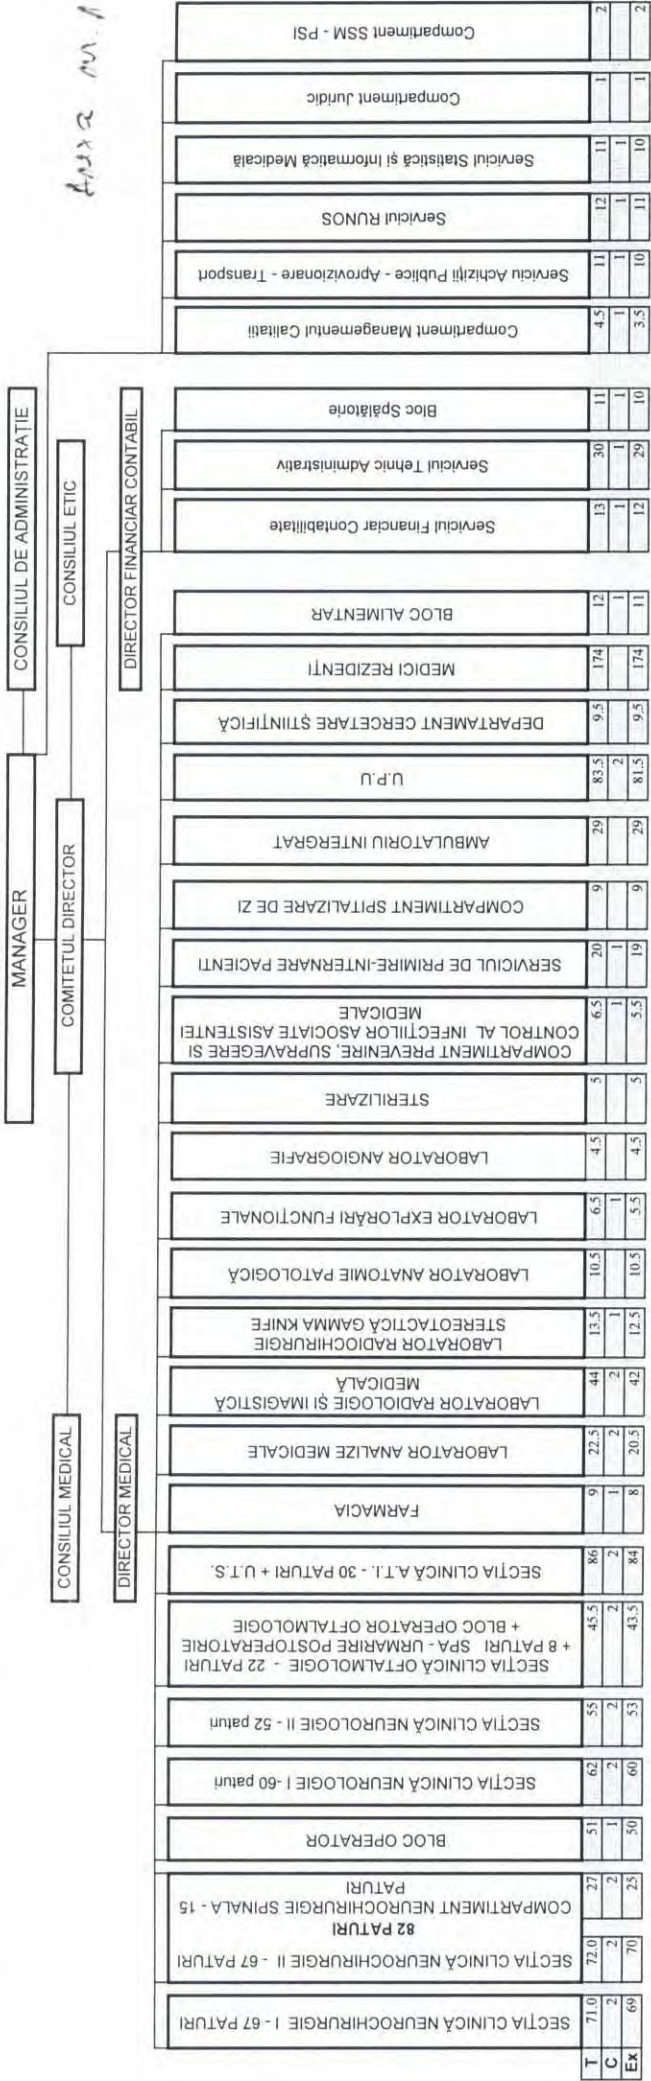 Anexa nr. 1
MANAGER
CONSILIUL DE ADMINISTRAȚIE
CONSILIUL MEDICAL
COMITETUL DIRECTOR
CONSILIUL ETIC
DIRECTOR MEDICAL
DIRECTOR FINANCIAR CONTABIL
T
C
Ex
SECȚIA CLINICĂ NEUROCHIRURGIE I - 67 PATURI
71.0
2
69
SECȚIA CLINICĂ NEUROCHIRURGIE II - 67 PATURI
82 PATURI
COMPARTIMENT NEUROCHIRURGIE SPINALA - 15
PATURI
72.0
2
70
27
2
25
BLOC OPERATOR
51
1
50
SECȚIA CLINICĂ NEUROLOGIE I -60 paturi
62
2
60
SECȚIA CLINICĂ NEUROLOGIE II - 52 paturi
55
2
53
SECȚIA CLINICĂ OFTALMOLOGIE - 22 PATURI
+ 8 PATURI SPA - URMARIRE POSTOPERATORIE
+ BLOC OPERATOR OFTALMOLOGIE
45.5
2
43.5
SECȚIA CLINICĂ A.T.I. - 30 PATURI + U.T.S.
86
2
84
FARMACIA
9
1
8
LABORATOR ANALIZE MEDICALE
22.5
2
20.5
LABORATOR RADIOLOGIE ȘI IMAGISTICĂ
MEDICALĂ
44
2
42
LABORATOR RADIOCHIRURGIE
STEREOTACTICĂ GAMMA KNIFE
13.5
1
12.5
LABORATOR ANATOMIE PATOLOGICĂ
10.5
10.5
LABORATOR EXPLORĂRI FUNCȚIONALE
6.5
1
5.5
LABORATOR ANGIOGRAFIE
4.5
4.5
STERILIZARE
5
5
COMPARTIMENT PREVENIRE, SUPRAVEGERE SI
CONTROL AL INFECȚIILOR ASOCIATE ASISTENTEI
MEDICALE
6.5
1
5.5
SERVICIUL DE PRIMIRE-INTERNARE PACIENTI
20
1
19
COMPARTIMENT SPITALIZARE DE ZI
9
9
AMBULATORIU INTERGRAT
29
29
U.P.U
83.5
2
81.5
DEPARTAMENT CERCETARE ȘTIINȚIFICĂ
9.5
9.5
MEDICI REZIDENȚI
174
174
BLOC ALIMENTAR
12
1
11
Serviciul Financiar Contabilitate
13
1
12
Serviciul Tehnic Administrativ
30
1
29
Bloc Spălătorie
11
1
10
Compartiment Managementul Calitatii
4.5
1
3.5
Serviciu Achiziții Publice - Aprovizionare - Transport
11
1
10
Serviciul RUNOS
12
1
11
Serviciul Statistică și Informatică Medicală
11
1
10
Compartiment Juridic
1
1
Compartiment SSM - PSI
2
2